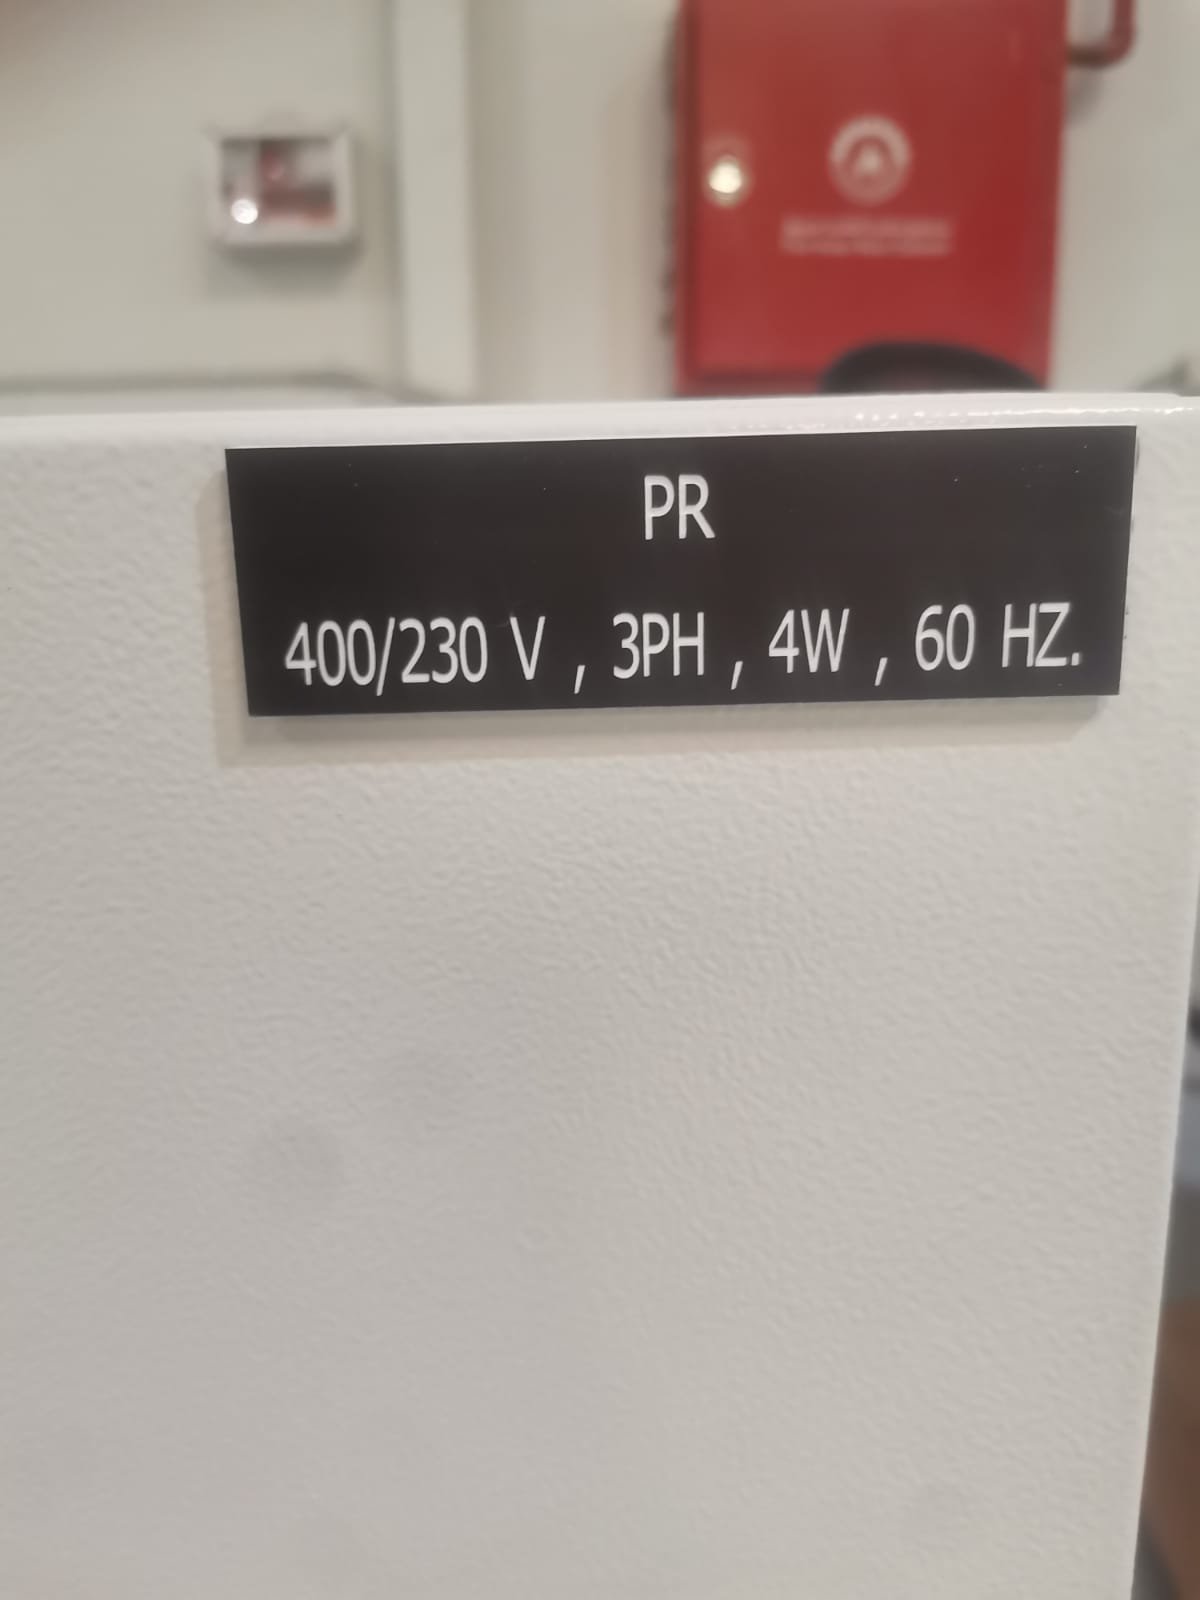 PR
400/230 V , 3PH , 4W , 60 HZ.